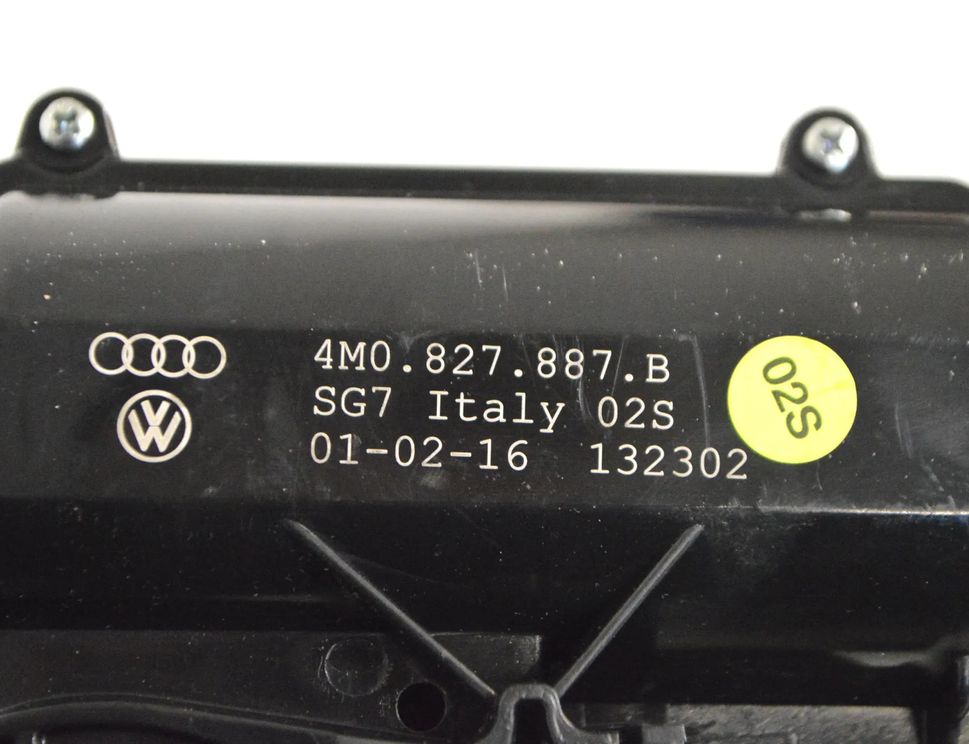 4M0.827.887.B
SG7 Italy 02S
01-02-16 132302
02S